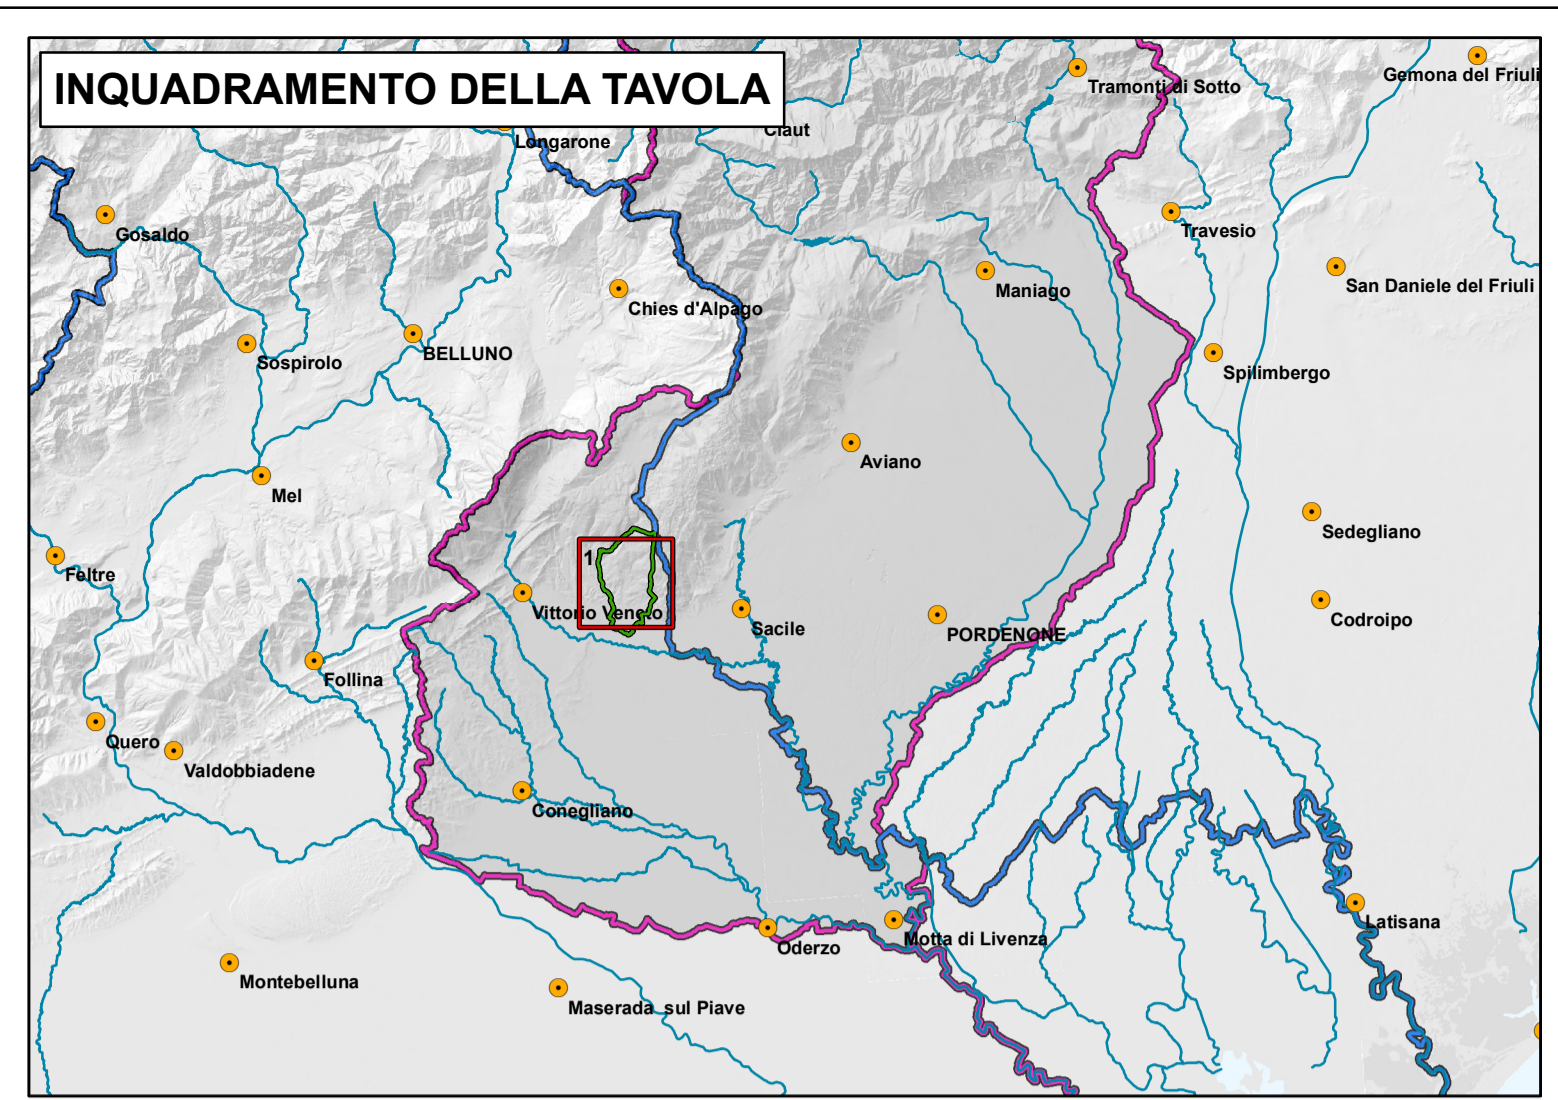 INQUADRAMENTO DELLA TAVOLA
Gemona del Friuli
Tramonti di Sotto
Claut
Longarone
Gosaldo
Travesio
San Daniele del Friuli
Maniago
Chies d'Alpago
BELLUNO
Sospirolo
Spilimbergo
Aviano
Mel
Sedegliano
1
Feltre
Vittorio Veneto
Sacile
PORDENONE
Codroipo
Follina
Quero
Valdobbiadene
Conegliano
Latisana
Oderzo
Motta di Livenza
Montebelluna
Maserada sul Piave